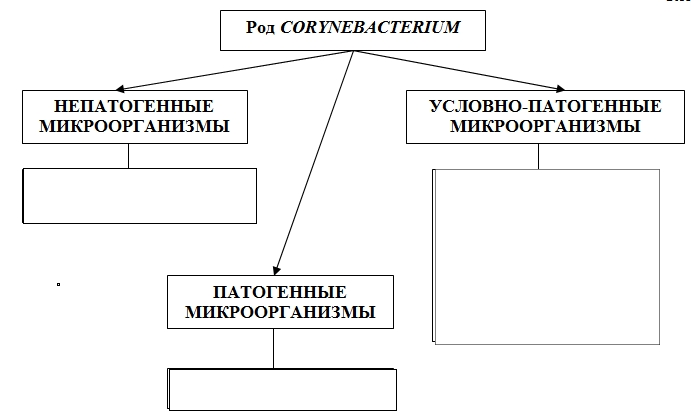 Род CORYNEBACTERIUM
НЕПАТОГЕННЫЕ
МИКРООРГАНИЗМЫ
УСЛОВНО-ПАТОГЕННЫЕ
МИКРООРГАНИЗМЫ
ПАТОГЕННЫЕ
МИКРООРГАНИЗМЫ